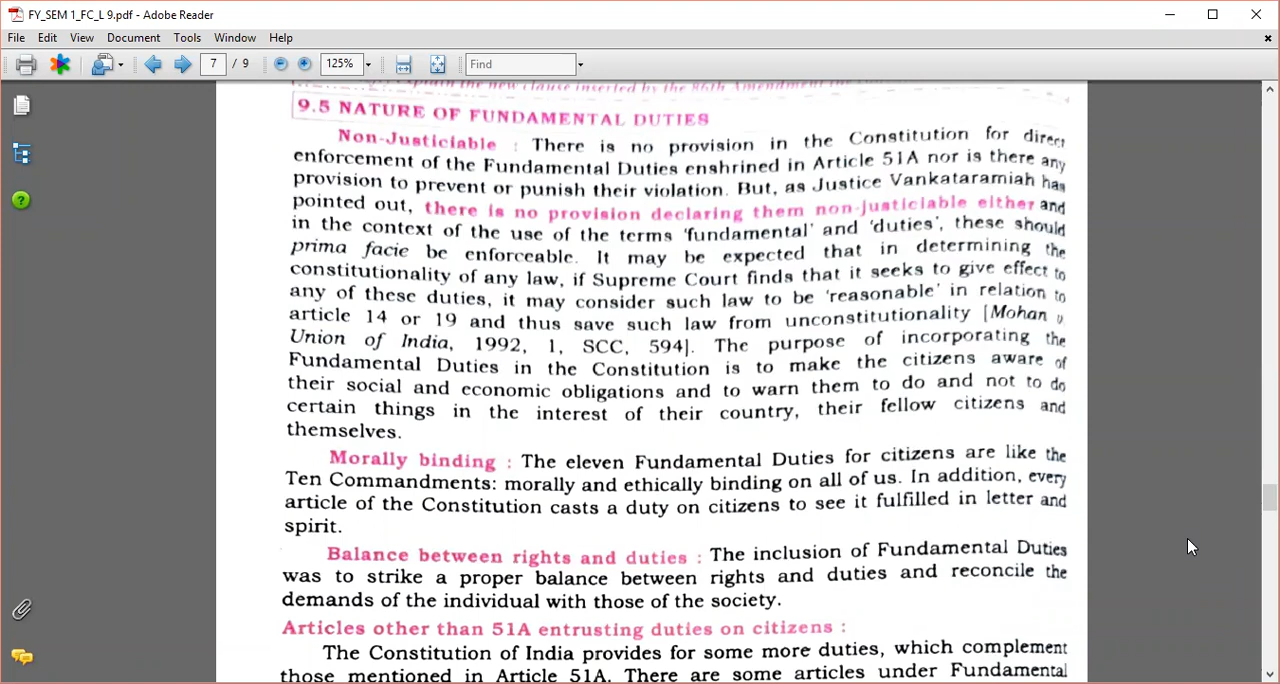 FY_SEM 1_FC_L 9.pdf - Adobe Reader
File Edit View Document Tools Window Help
7 / 9 125% Find
explain the new clause inserted by the 86th Amendment
9.5 NATURE OF FUNDAMENTAL DUTIES
Non-Justiciable : There is no provision in the Constitution for direct
enforcement of the Fundamental Duties enshrined in Article 51A nor is there any
provision to prevent or punish their violation. But, as Justice Vankataramiah has
pointed out, there is no provision declaring them non-justiciable either and
in the context of the use of the terms 'fundamental' and 'duties', these should
prima facie be enforceable. It may be expected that in determining the
constitutionality of any law, if Supreme Court finds that it seeks to give effect to
any of these duties, it may consider such law to be 'reasonable' in relation to
article 14 or 19 and thus save such law from unconstitutionality [Mohan v.
Union of India, 1992, 1, SCC, 594]. The purpose of incorporating the
Fundamental Duties in the Constitution is to make the citizens aware of
their social and economic obligations and to warn them to do and not to do
certain things in the interest of their country, their fellow citizens and
themselves.
Morally binding : The eleven Fundamental Duties for citizens are like the
Ten Commandments: morally and ethically binding on all of us. In addition, every
article of the Constitution casts a duty on citizens to see it fulfilled in letter and
spirit.
Balance between rights and duties : The inclusion of Fundamental Duties
was to strike a proper balance between rights and duties and reconcile the
demands of the individual with those of the society.
Articles other than 51A entrusting duties on citizens :
The Constitution of India provides for some more duties, which complement
those mentioned in Article 51A. There are some articles under Fundamental